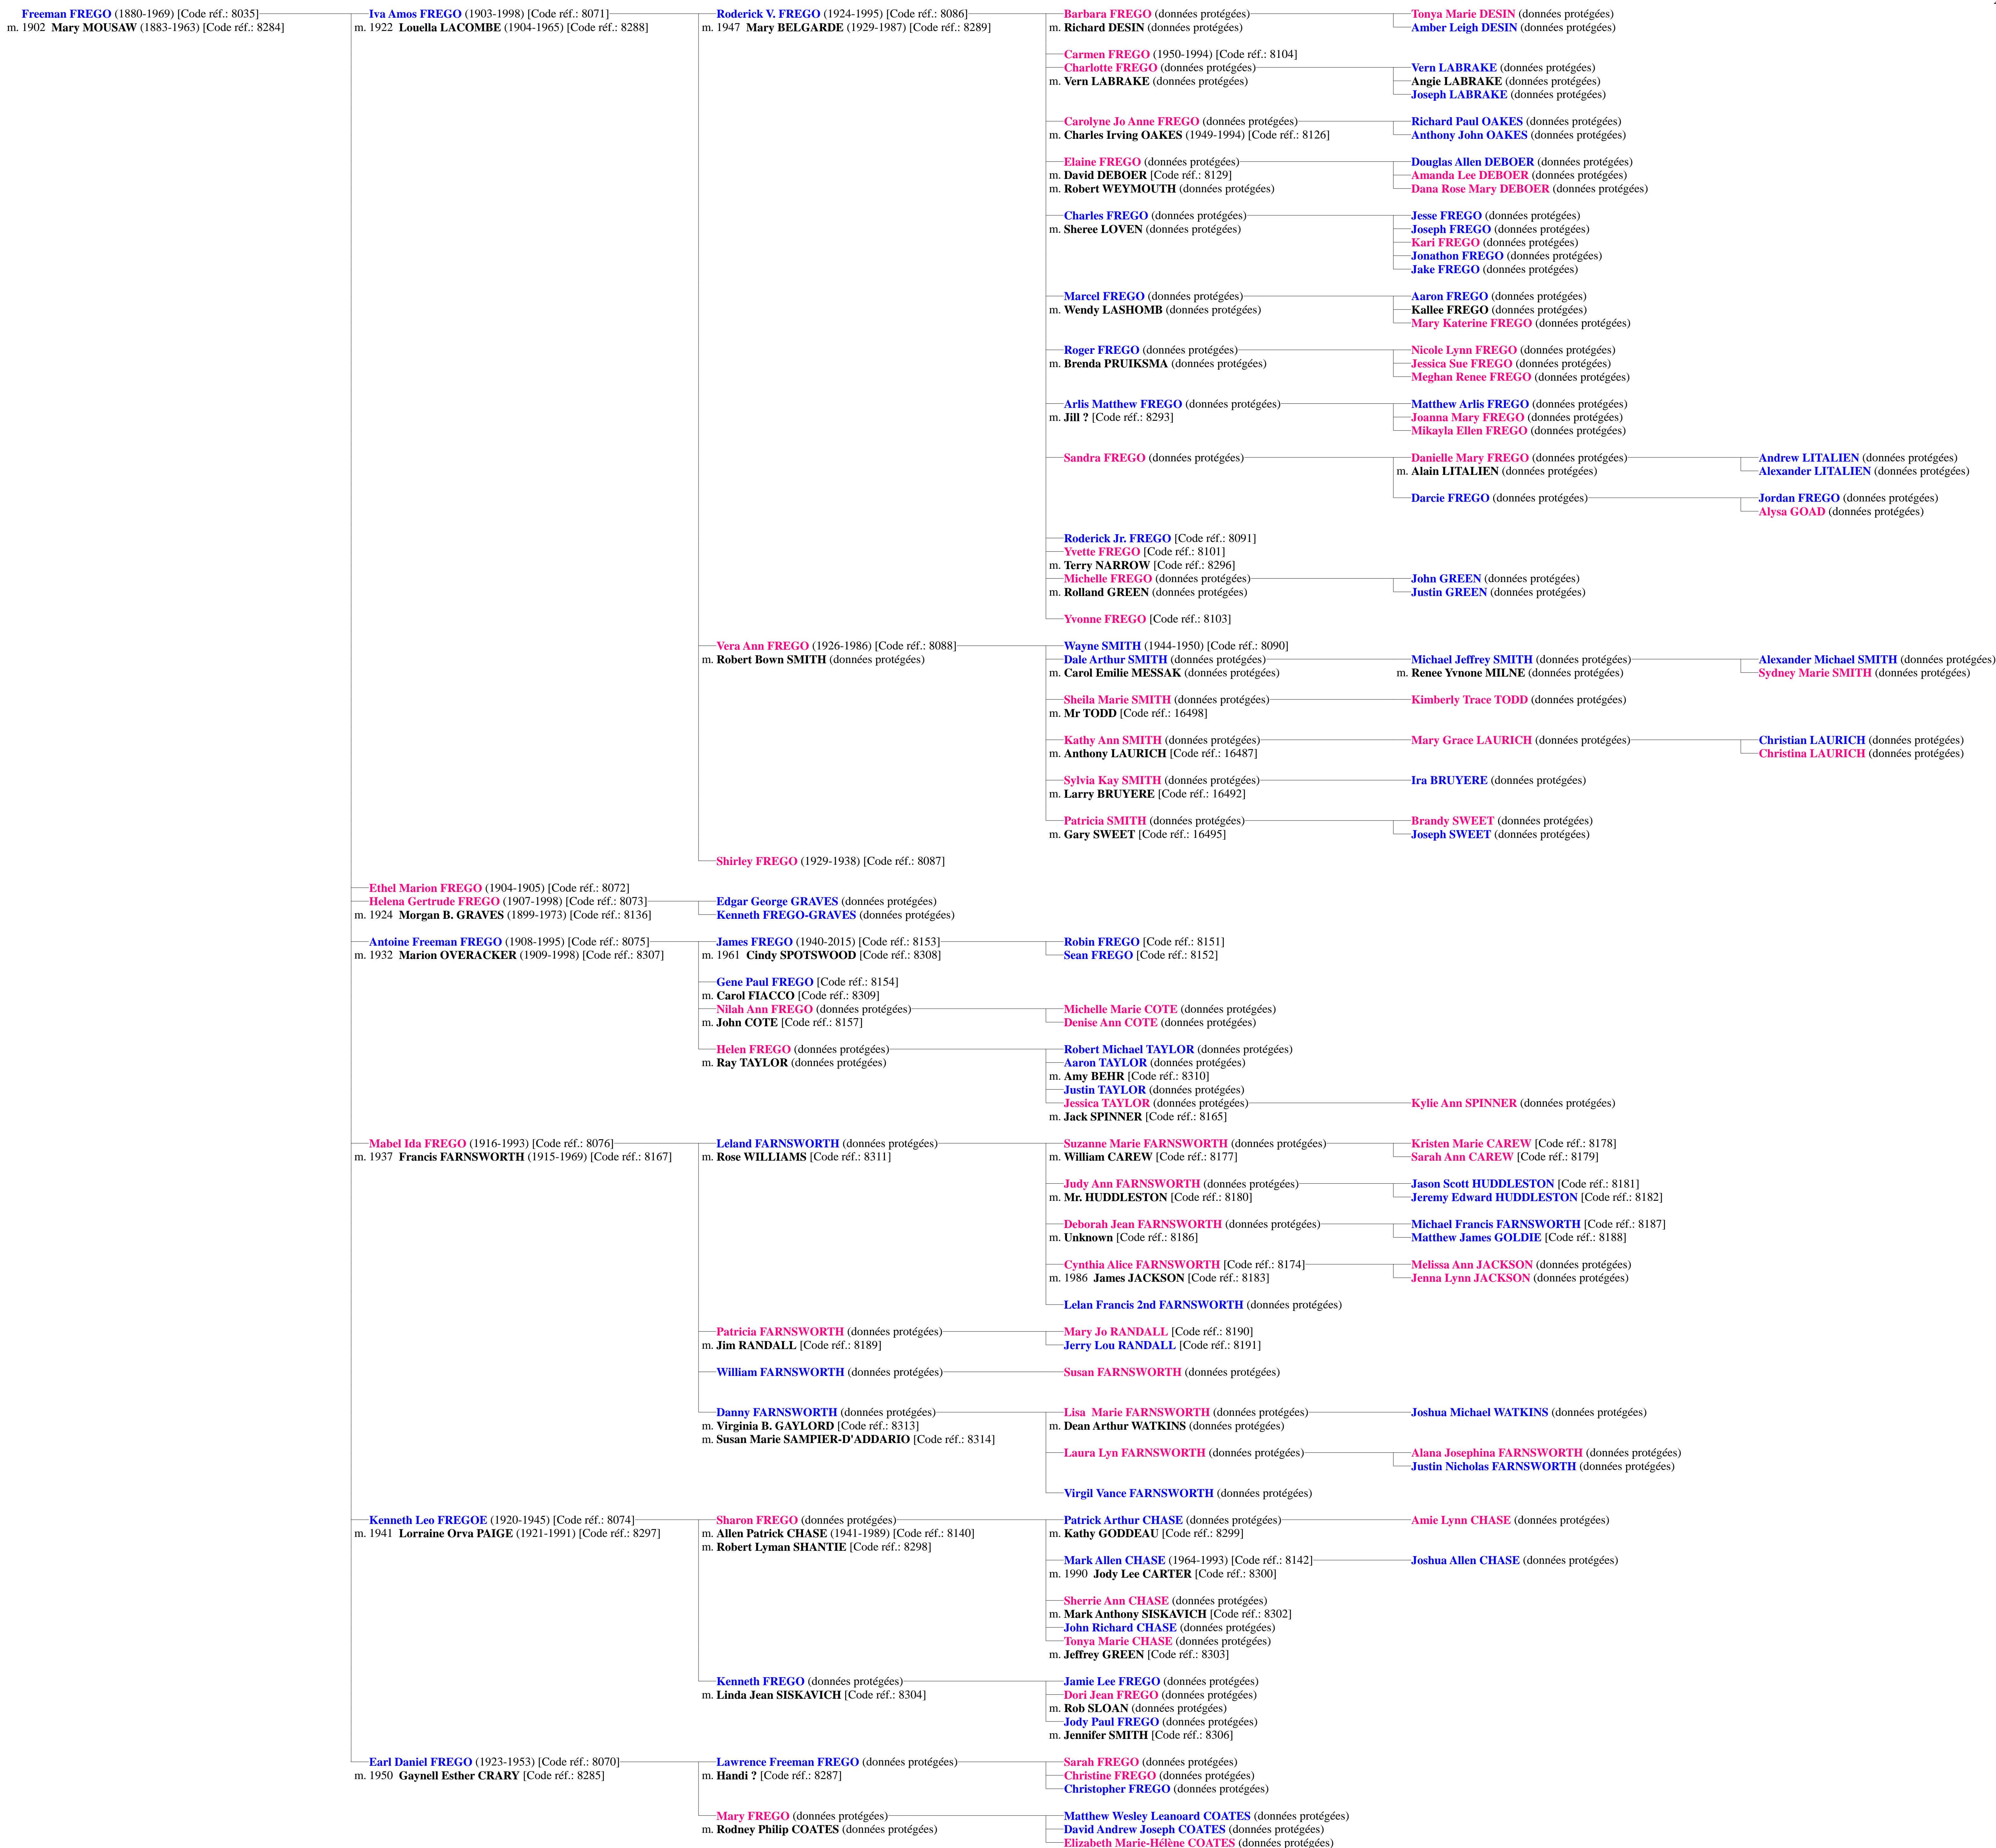 Freeman FREGO (1880-1969) [Code réf.: 8035]
m. 1902 Mary MOUSAW (1883-1963) [Code réf.: 8284]
Iva Amos FREGO (1903-1998) [Code réf.: 8071]
m. 1922 Louella LACOMBE (1904-1965) [Code réf.: 8288]
Roderick V. FREGO (1924-1995) [Code réf.: 8086]
m. 1947 Mary BELGARDE (1929-1987) [Code réf.: 8289]
Barbara FREGO (données protégées)
m. Richard DESIN (données protégées)
Tonya Marie DESIN (données protégées)
Amber Leigh DESIN (données protégées)
Carmen FREGO (1950-1994) [Code réf.: 8104]
Charlotte FREGO (données protégées)
m. Vern LABRAKE (données protégées)
Vern LABRAKE (données protégées)
Angie LABRAKE (données protégées)
Joseph LABRAKE (données protégées)
Carolyne Jo Anne FREGO (données protégées)
m. Charles Irving OAKES (1949-1994) [Code réf.: 8126]
Richard Paul OAKES (données protégées)
Anthony John OAKES (données protégées)
Elaine FREGO (données protégées)
m. David DEBOER [Code réf.: 8129]
m. Robert WEYMOUTH (données protégées)
Douglas Allen DEBOER (données protégées)
Amanda Lee DEBOER (données protégées)
Dana Rose Mary DEBOER (données protégées)
Charles FREGO (données protégées)
m. Sheree LOVEN (données protégées)
Jesse FREGO (données protégées)
Joseph FREGO (données protégées)
Kari FREGO (données protégées)
Jonathon FREGO (données protégées)
Jake FREGO (données protégées)
Marcel FREGO (données protégées)
m. Wendy LASHOMB (données protégées)
Aaron FREGO (données protégées)
Kallee FREGO (données protégées)
Mary Katerine FREGO (données protégées)
Roger FREGO (données protégées)
m. Brenda PRUIKSMA (données protégées)
Nicole Lynn FREGO (données protégées)
Jessica Sue FREGO (données protégées)
Meghan Renee FREGO (données protégées)
Arlis Matthew FREGO (données protégées)
m. Jill ? [Code réf.: 8293]
Matthew Arlis FREGO (données protégées)
Joanna Mary FREGO (données protégées)
Mikayla Ellen FREGO (données protégées)
Sandra FREGO (données protégées)
Danielle Mary FREGO (données protégées)
m. Alain LITALIEN (données protégées)
Andrew LITALIEN (données protégées)
Alexander LITALIEN (données protégées)
Darcie FREGO (données protégées)
Jordan FREGO (données protégées)
Alysa GOAD (données protégées)
Roderick Jr. FREGO [Code réf.: 8091]
Yvette FREGO [Code réf.: 8101]
m. Terry NARROW [Code réf.: 8296]
Michelle FREGO (données protégées)
m. Rolland GREEN (données protégées)
John GREEN (données protégées)
Justin GREEN (données protégées)
Yvonne FREGO [Code réf.: 8103]
Vera Ann FREGO (1926-1986) [Code réf.: 8088]
m. Robert Bown SMITH (données protégées)
Wayne SMITH (1944-1950) [Code réf.: 8090]
Dale Arthur SMITH (données protégées)
m. Carol Emilie MESSAK (données protégées)
Michael Jeffrey SMITH (données protégées)
m. Renee Yvnone MILNE (données protégées)
Alexander Michael SMITH (données protégées)
Sydney Marie SMITH (données protégées)
Sheila Marie SMITH (données protégées)
m. Mr TODD [Code réf.: 16498]
Kimberly Trace TODD (données protégées)
Kathy Ann SMITH (données protégées)
m. Anthony LAURICH [Code réf.: 16487]
Mary Grace LAURICH (données protégées)
Christian LAURICH (données protégées)
Christina LAURICH (données protégées)
Sylvia Kay SMITH (données protégées)
m. Larry BRUYERE [Code réf.: 16492]
Ira BRUYERE (données protégées)
Patricia SMITH (données protégées)
m. Gary SWEET [Code réf.: 16495]
Brandy SWEET (données protégées)
Joseph SWEET (données protégées)
Shirley FREGO (1929-1938) [Code réf.: 8087]
Ethel Marion FREGO (1904-1905) [Code réf.: 8072]
Helena Gertrude FREGO (1907-1998) [Code réf.: 8073]
m. 1924 Morgan B. GRAVES (1899-1973) [Code réf.: 8136]
Edgar George GRAVES (données protégées)
Kenneth FREGO-GRAVES (données protégées)
Antoine Freeman FREGO (1908-1995) [Code réf.: 8075]
m. 1932 Marion OVERACKER (1909-1998) [Code réf.: 8307]
James FREGO (1940-2015) [Code réf.: 8153]
m. 1961 Cindy SPOTSWOOD [Code réf.: 8308]
Robin FREGO [Code réf.: 8151]
Sean FREGO [Code réf.: 8152]
Gene Paul FREGO [Code réf.: 8154]
m. Carol FIACCO [Code réf.: 8309]
Nilah Ann FREGO (données protégées)
m. John COTE [Code réf.: 8157]
Michelle Marie COTE (données protégées)
Denise Ann COTE (données protégées)
Helen FREGO (données protégées)
m. Ray TAYLOR (données protégées)
Robert Michael TAYLOR (données protégées)
Aaron TAYLOR (données protégées)
m. Amy BEHR [Code réf.: 8310]
Justin TAYLOR (données protégées)
Jessica TAYLOR (données protégées)
m. Jack SPINNER [Code réf.: 8165]
Kylie Ann SPINNER (données protégées)
Mabel Ida FREGO (1916-1993) [Code réf.: 8076]
m. 1937 Francis FARNSWORTH (1915-1969) [Code réf.: 8167]
Leland FARNSWORTH (données protégées)
m. Rose WILLIAMS [Code réf.: 8311]
Suzanne Marie FARNSWORTH (données protégées)
m. William CAREW [Code réf.: 8177]
Kristen Marie CAREW [Code réf.: 8178]
Sarah Ann CAREW [Code réf.: 8179]
Judy Ann FARNSWORTH (données protégées)
m. Mr. HUDDLESTON [Code réf.: 8180]
Jason Scott HUDDLESTON [Code réf.: 8181]
Jeremy Edward HUDDLESTON [Code réf.: 8182]
Deborah Jean FARNSWORTH (données protégées)
m. Unknown [Code réf.: 8186]
Michael Francis FARNSWORTH [Code réf.: 8187]
Matthew James GOLDIE [Code réf.: 8188]
Cynthia Alice FARNSWORTH [Code réf.: 8174]
m. 1986 James JACKSON [Code réf.: 8183]
Melissa Ann JACKSON (données protégées)
Jenna Lynn JACKSON (données protégées)
Lelan Francis 2nd FARNSWORTH (données protégées)
Patricia FARNSWORTH (données protégées)
m. Jim RANDALL [Code réf.: 8189]
Mary Jo RANDALL [Code réf.: 8190]
Jerry Lou RANDALL [Code réf.: 8191]
William FARNSWORTH (données protégées)
Susan FARNSWORTH (données protégées)
Danny FARNSWORTH (données protégées)
m. Virginia B. GAYLORD [Code réf.: 8313]
m. Susan Marie SAMPIER-D'ADDARIO [Code réf.: 8314]
Lisa Marie FARNSWORTH (données protégées)
m. Dean Arthur WATKINS (données protégées)
Joshua Michael WATKINS (données protégées)
Laura Lyn FARNSWORTH (données protégées)
Alana Josephina FARNSWORTH (données protégées)
Justin Nicholas FARNSWORTH (données protégées)
Virgil Vance FARNSWORTH (données protégées)
Kenneth Leo FREGOE (1920-1945) [Code réf.: 8074]
m. 1941 Lorraine Orva PAIGE (1921-1991) [Code réf.: 8297]
Sharon FREGO (données protégées)
m. Allen Patrick CHASE (1941-1989) [Code réf.: 8140]
m. Robert Lyman SHANTIE [Code réf.: 8298]
Patrick Arthur CHASE (données protégées)
m. Kathy GODDEAU [Code réf.: 8299]
Amie Lynn CHASE (données protégées)
Mark Allen CHASE (1964-1993) [Code réf.: 8142]
m. 1990 Jody Lee CARTER [Code réf.: 8300]
Joshua Allen CHASE (données protégées)
Sherrie Ann CHASE (données protégées)
m. Mark Anthony SISKAVICH [Code réf.: 8302]
John Richard CHASE (données protégées)
Tonya Marie CHASE (données protégées)
m. Jeffrey GREEN [Code réf.: 8303]
Kenneth FREGO (données protégées)
m. Linda Jean SISKAVICH [Code réf.: 8304]
Jamie Lee FREGO (données protégées)
Dori Jean FREGO (données protégées)
m. Rob SLOAN (données protégées)
Jody Paul FREGO (données protégées)
m. Jennifer SMITH [Code réf.: 8306]
Earl Daniel FREGO (1923-1953) [Code réf.: 8070]
m. 1950 Gaynell Esther CRARY [Code réf.: 8285]
Lawrence Freeman FREGO (données protégées)
m. Handi ? [Code réf.: 8287]
Sarah FREGO (données protégées)
Christine FREGO (données protégées)
Christopher FREGO (données protégées)
Mary FREGO (données protégées)
m. Rodney Philip COATES (données protégées)
Matthew Wesley Leanoard COATES (données protégées)
David Andrew Joseph COATES (données protégées)
Elizabeth Marie-Hélène COATES (données protégées)